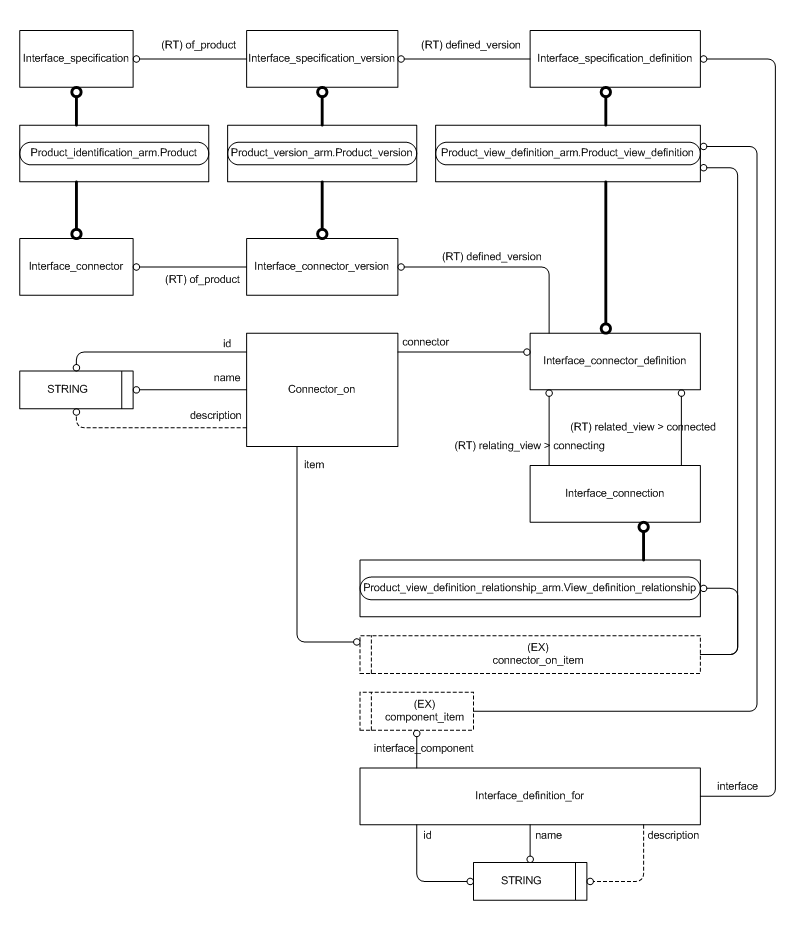 (RT) of_product
(RT) defined_version
Interface_specification
Interface_specification_version
Interface_specification_definition
Product_identification_arm.Product
Product_version_arm.Product_version
Product_view_definition_arm.Product_view_definition
(RT) defined_version
Interface_connector
Interface_connector_version
(RT) of_product
id
connector
Interface_connector_definition
name
STRING
Connector_on
description
(RT) related_view > connected
(RT) relating_view > connecting
item
Interface_connection
Product_view_definition_relationship_arm.View_definition_relationship
(EX)
connector_on_item
(EX)
component_item
interface_component
interface
Interface_definition_for
id
name
description
STRING